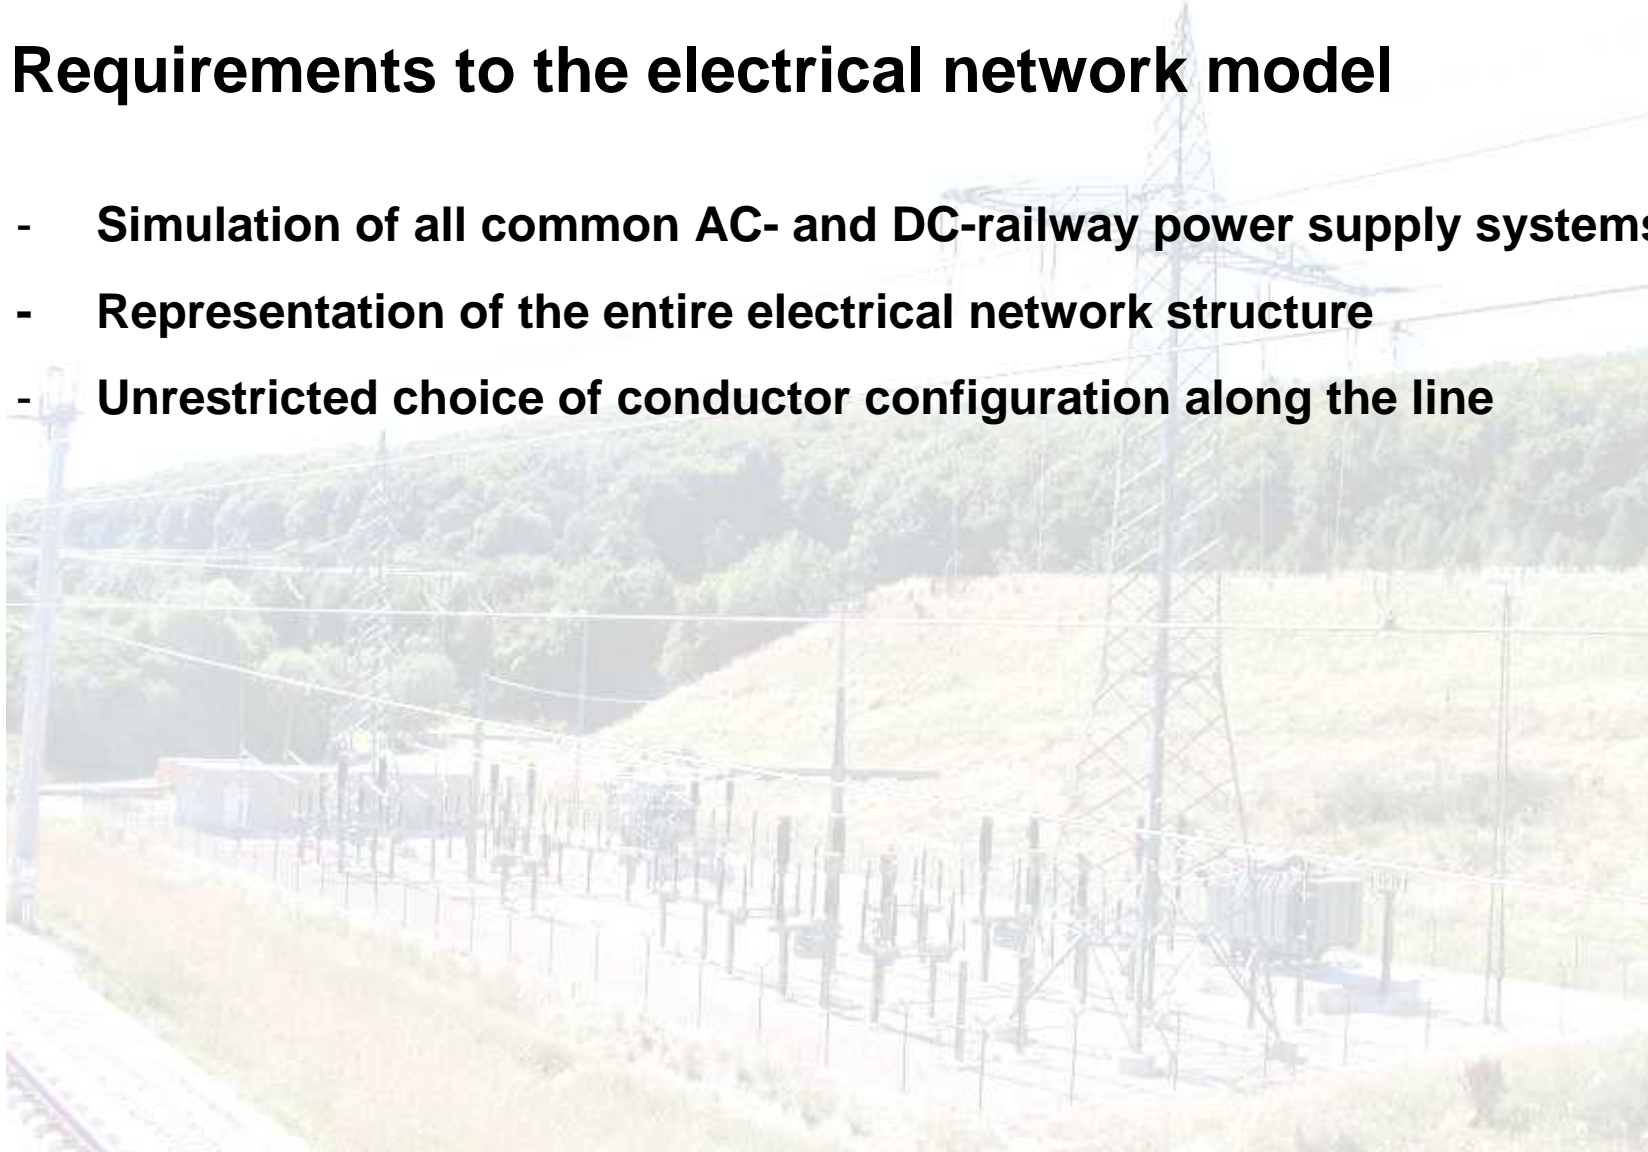 Requirements to the electrical network model
- Simulation of all common AC- and DC-railway power supply systems
- Representation of the entire electrical network structure
- Unrestricted choice of conductor configuration along the line